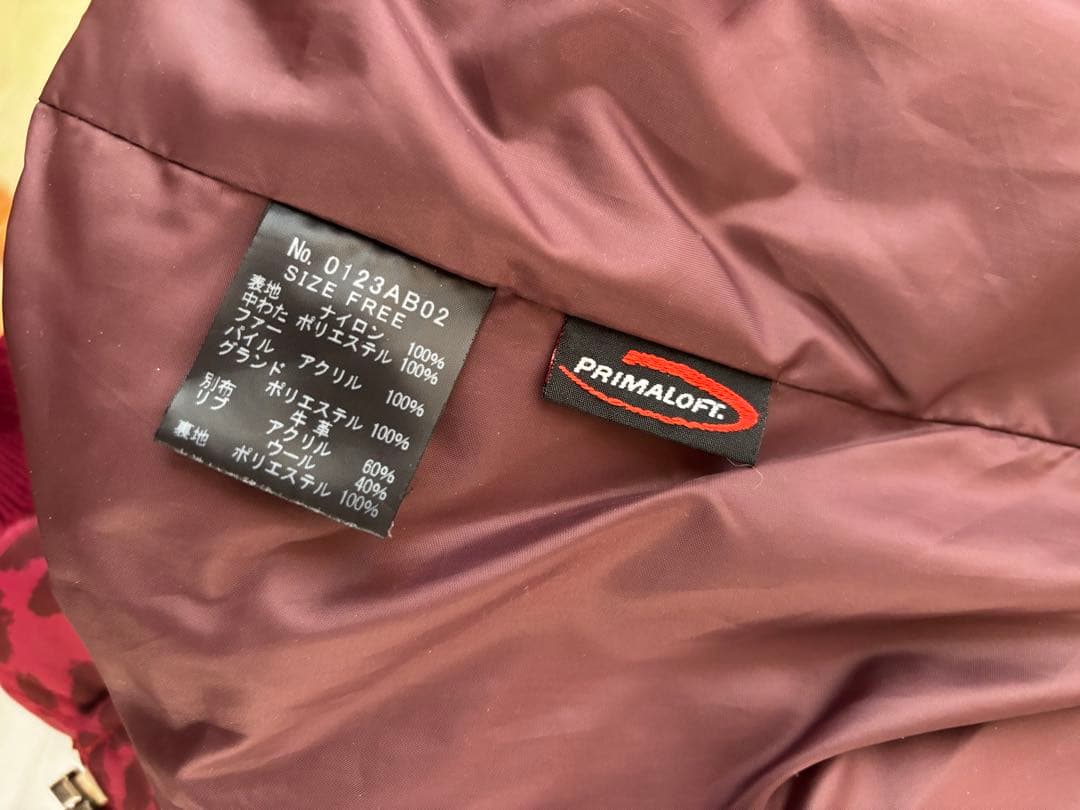 No. 0123AB02
SIZE FREE
表地 ナイロン 100%
中わた ポリエステル 100%
ファー
パイル アクリル 100%
グランド ポリエステル 100%
別布 牛革
リブ アクリル 60%
ウール 40%
裏地 ポリエステル 100%
PRIMALOFT.